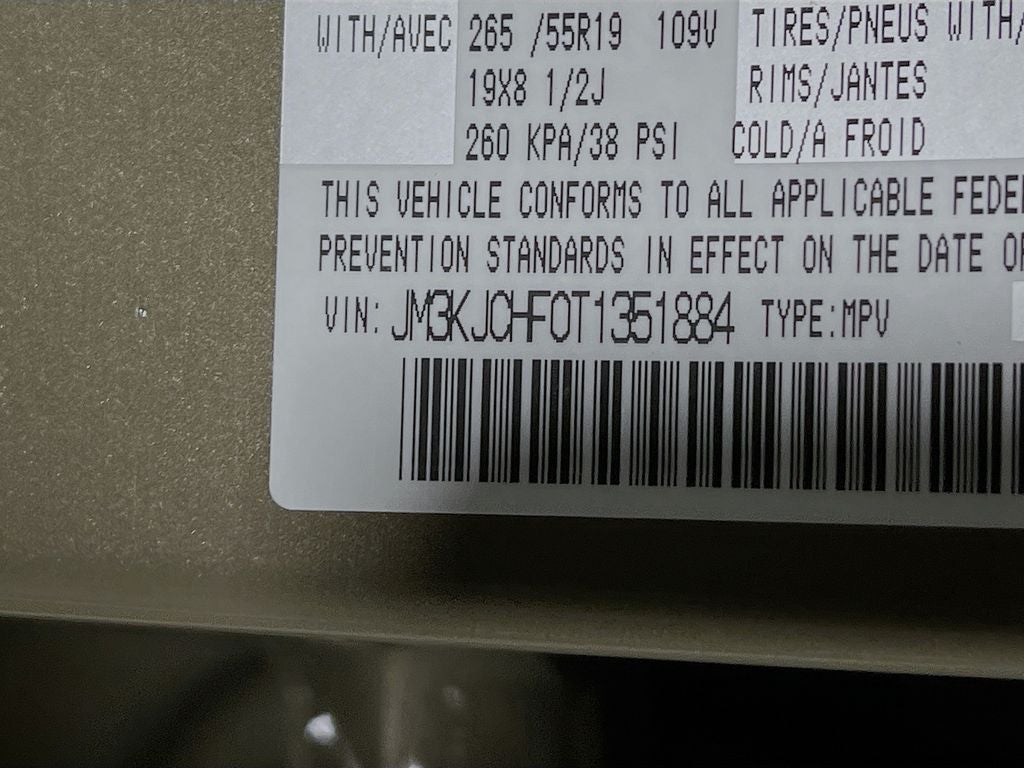 WITH/AVEC 265 /55R19 109V TIRES/PNEUS WITH/
19X8 1/2J RIMS/JANTES
260 KPA/38 PSI COLD/A FROID
THIS VEHICLE CONFORMS TO ALL APPLICABLE FEDE
PREVENTION STANDARDS IN EFFECT ON THE DATE O
VIN: JM3KJCHF0T1351884 TYPE:MPV